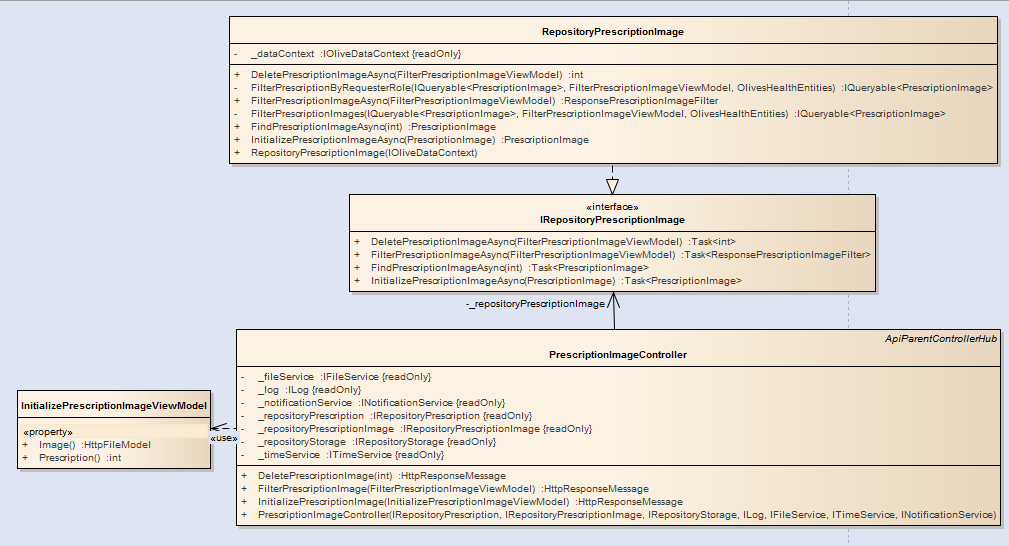 RepositoryPrescriptionImage
- _dataContext :IOliveDataContext {readOnly}
+ DeletePrescriptionImageAsync(FilterPrescriptionImageViewModel) :int
- FilterPrescriptionByRequesterRole(IQueryable<PrescriptionImage>, FilterPrescriptionImageViewModel, OlivesHealthEntities) :IQueryable<PrescriptionImage>
+ FilterPrescriptionImageAsync(FilterPrescriptionImageViewModel) :ResponsePrescriptionImageFilter
- FilterPrescriptionImages(IQueryable<PrescriptionImage>, FilterPrescriptionImageViewModel, OlivesHealthEntities) :IQueryable<PrescriptionImage>
+ FindPrescriptionImageAsync(int) :PrescriptionImage
+ InitializePrescriptionImageAsync(PrescriptionImage) :PrescriptionImage
+ RepositoryPrescriptionImage(IOliveDataContext)
«interface»
IRepositoryPrescriptionImage
+ DeletePrescriptionImageAsync(FilterPrescriptionImageViewModel) :Task<int>
+ FilterPrescriptionImageAsync(FilterPrescriptionImageViewModel) :Task<ResponsePrescriptionImageFilter>
+ FindPrescriptionImageAsync(int) :Task<PrescriptionImage>
+ InitializePrescriptionImageAsync(PrescriptionImage) :Task<PrescriptionImage>
-_repositoryPrescriptionImage
ApiParentControllerHub
PrescriptionImageController
- _fileService :IFileService {readOnly}
- _log :ILog {readOnly}
- _notificationService :INotificationService {readOnly}
- _repositoryPrescription :IRepositoryPrescription {readOnly}
- _repositoryPrescriptionImage :IRepositoryPrescriptionImage {readOnly}
- _repositoryStorage :IRepositoryStorage {readOnly}
- _timeService :ITimeService {readOnly}
+ DeletePrescriptionImage(int) :HttpResponseMessage
+ FilterPrescriptionImage(FilterPrescriptionImageViewModel) :HttpResponseMessage
+ InitializePrescriptionImage(InitializePrescriptionImageViewModel) :HttpResponseMessage
+ PrescriptionImageController(IRepositoryPrescription, IRepositoryPrescriptionImage, IRepositoryStorage, ILog, IFileService, ITimeService, INotificationService)
«use»
InitializePrescriptionImageViewModel
«property»
+ Image() :HttpFileModel
+ Prescription() :int